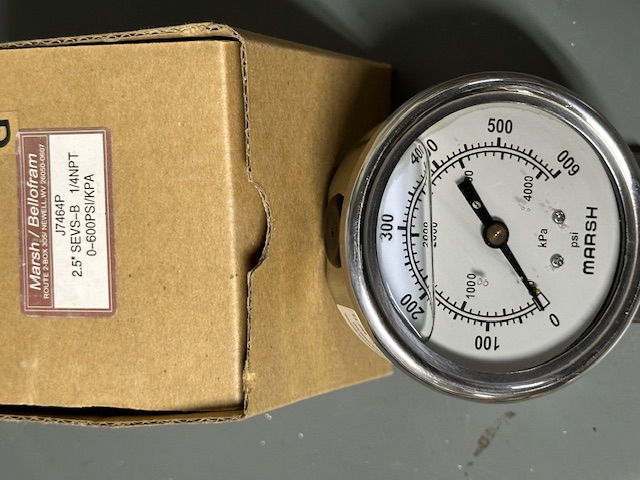 Marsh / Bellofram
ROUTE 2-BOX 305/ NEWELL, WV 26050-0607
J7464P
2.5" SEVS-B 1/4NPT
0-600PSI/KPA
0
100
200
300
400
500
600
1000
2000
4000
kPa
psi
MARSH